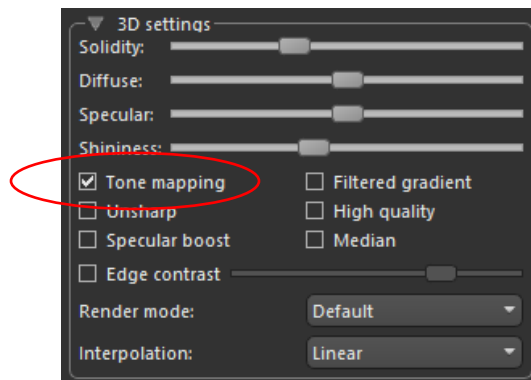 3D settings
Solidity:
Diffuse:
Specular:
Shininess:
Tone mapping Filtered gradient
Unsharp High quality
Specular boost Median
Edge contrast
Render mode: Default
Interpolation: Linear